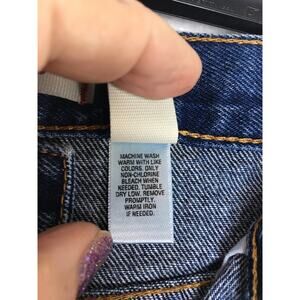 MACHINE WASH
WARM WITH LIKE
COLORS. ONLY
NON-CHLORINE
BLEACH WHEN
NEEDED. TUMBLE
DRY LOW. REMOVE
PROMPTLY.
WARM IRON
IF NEEDED.